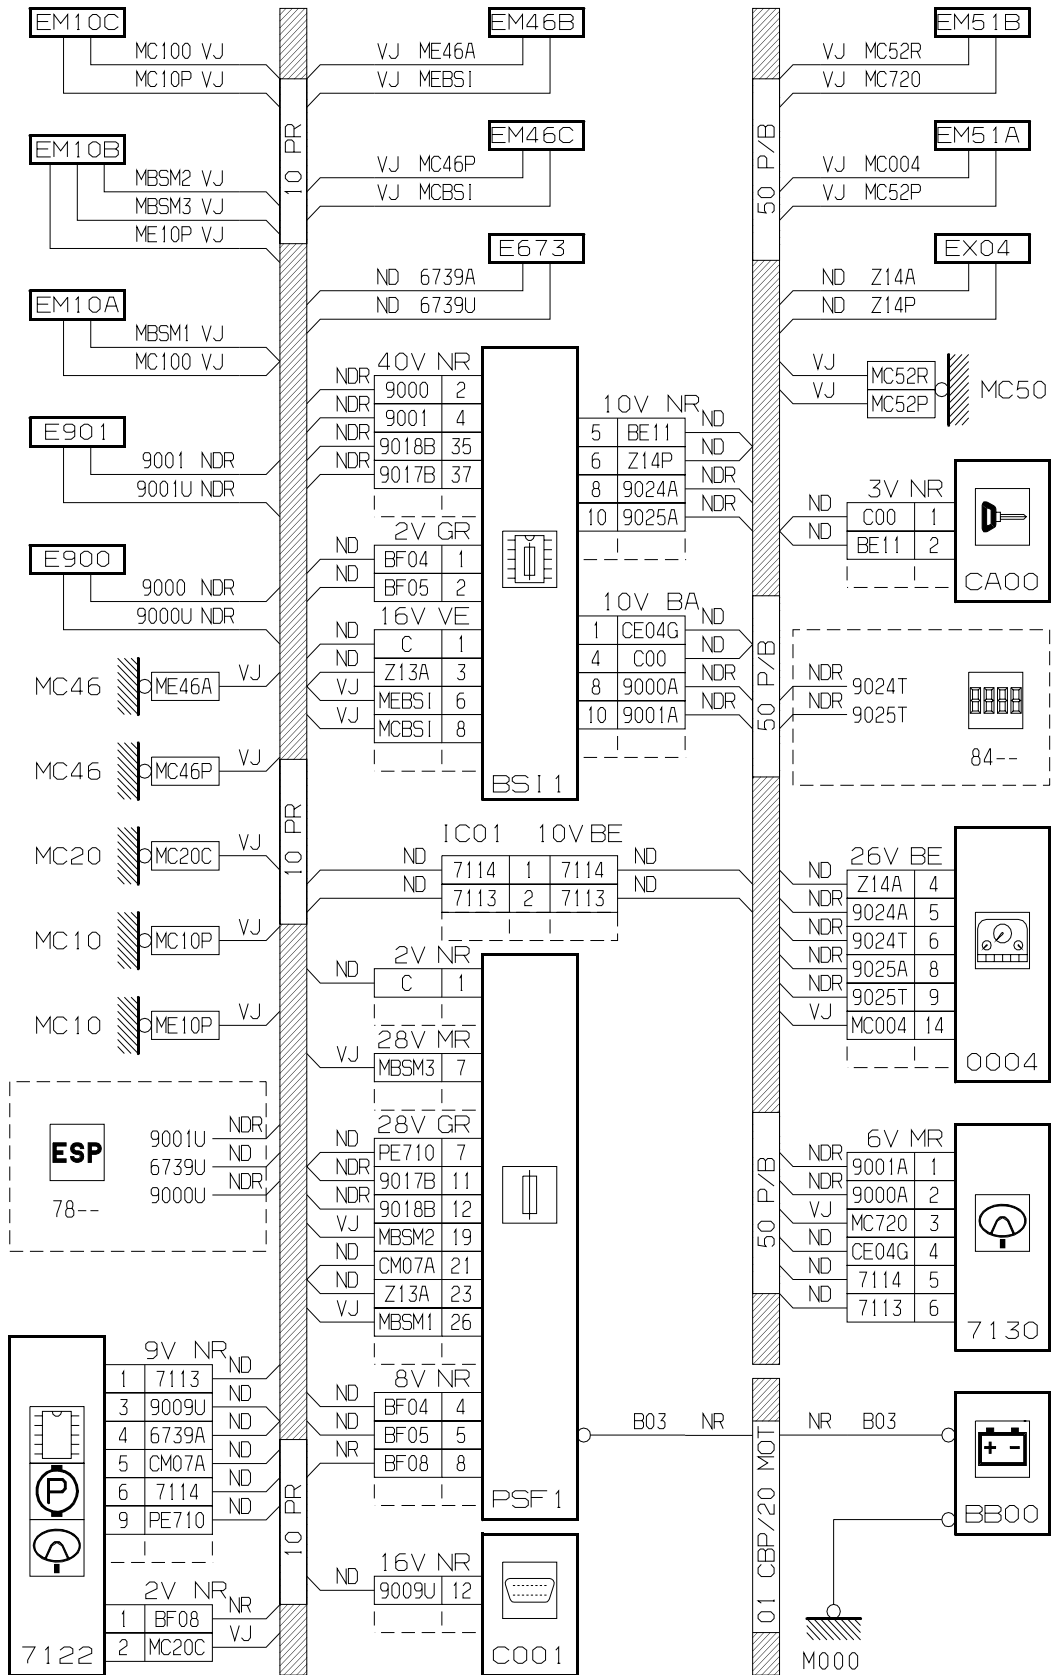 EM10C
MC100 VJ
MC10P VJ
EM10B
MBSM2 VJ
MBSM3 VJ
ME10P VJ
EM10A
MBSM1 VJ
MC100 VJ
E901
9001 NDR
9001U NDR
E900
9000 NDR
9000U NDR
MC46 ME46A VJ
MC46 MC46P VJ
MC20 MC20C VJ
MC10 MC10P VJ
MC10 ME10P VJ
ESP
78--
9001U NDR
6739U ND
9000U NDR
7122
9V NR
1 7113 ND
3 9009U ND
4 6739A ND
5 CM07A ND
6 7114 ND
9 PE710 ND
2V NR
1 BF08 NR
2 MC20C VJ
10 PR
10 PR
10 PR
EM46B
VJ ME46A
VJ MEBSI
EM46C
VJ MC46P
VJ MCBSI
E673
ND 6739A
ND 6739U
40V NR
NDR 9000 2
NDR 9001 4
NDR 9018B 35
NDR 9017B 37
2V GR
ND BF04 1
ND BF05 2
16V VE
ND C 1
ND Z13A 3
VJ MEBSI 6
VJ MCBSI 8
BSI1
10V NR
5 BE11 ND
6 Z14P ND
8 9024A NDR
10 9025A NDR
10V BA
1 CE04G ND
4 C00 ND
8 9000A NDR
10 9001A NDR
IC01 10V BE
ND 7114 1 7114 ND
ND 7113 2 7113 ND
2V NR
ND C 1
28V MR
VJ MBSM3 7
28V GR
ND PE710 7
NDR 9017B 11
NDR 9018B 12
VJ MBSM2 19
ND CM07A 21
ND Z13A 23
VJ MBSM1 26
8V NR
ND BF04 4
ND BF05 5
NR BF08 8
PSF1
B03 NR
16V NR
ND 9009U 12
C001
50 P/B
50 P/B
50 P/B
01 CBP/20 MOT
EM51B
VJ MC52R
VJ MC720
EM51A
VJ MC004
VJ MC52P
EX04
ND Z14A
ND Z14P
VJ MC52R
VJ MC52P
MC50
3V NR
ND C00 1
ND BE11 2
CA00
NDR 9024T
NDR 9025T
84--
26V BE
ND Z14A 4
NDR 9024A 5
NDR 9024T 6
NDR 9025A 8
NDR 9025T 9
VJ MC004 14
0004
6V MR
NDR 9001A 1
NDR 9000A 2
VJ MC720 3
ND CE04G 4
ND 7114 5
ND 7113 6
7130
NR B03
+ -
BB00
M000
P